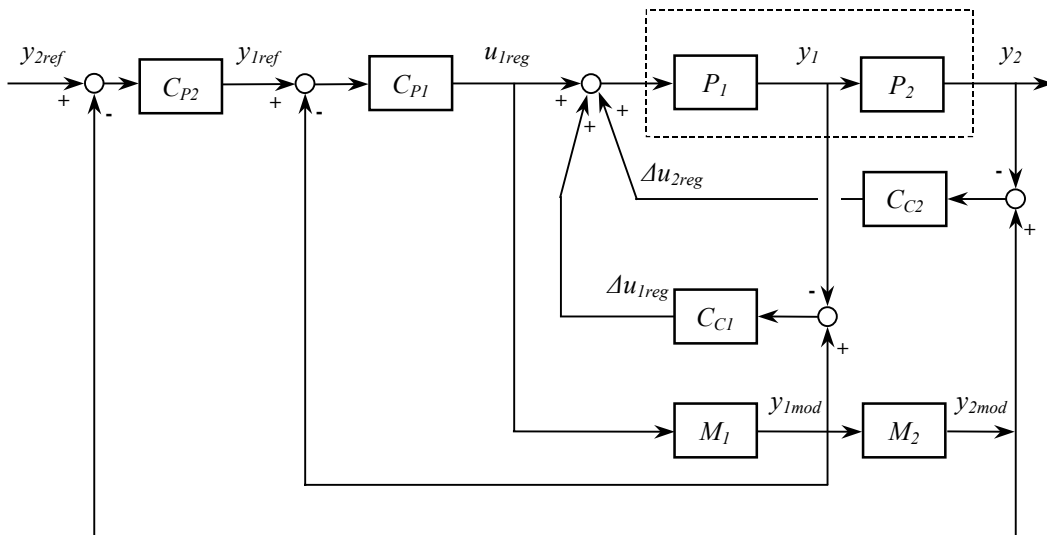 y2ref y1ref u1reg y1 y2
CP2 CP1 P1 P2
+ - + - + + + +
Δu2reg CC2 - +
Δu1reg CC1 - +
y1mod y2mod
M1 M2